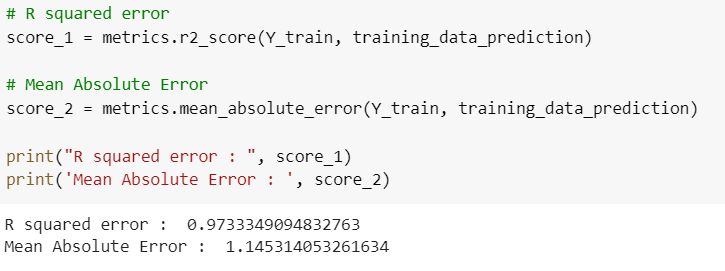 # R squared error
score_1 = metrics.r2_score(Y_train, training_data_prediction)
# Mean Absolute Error
score_2 = metrics.mean_absolute_error(Y_train, training_data_prediction)
print("R squared error : ", score_1)
print('Mean Absolute Error : ', score_2)
R squared error :  0.9733349094832763
Mean Absolute Error :  1.145314053261634